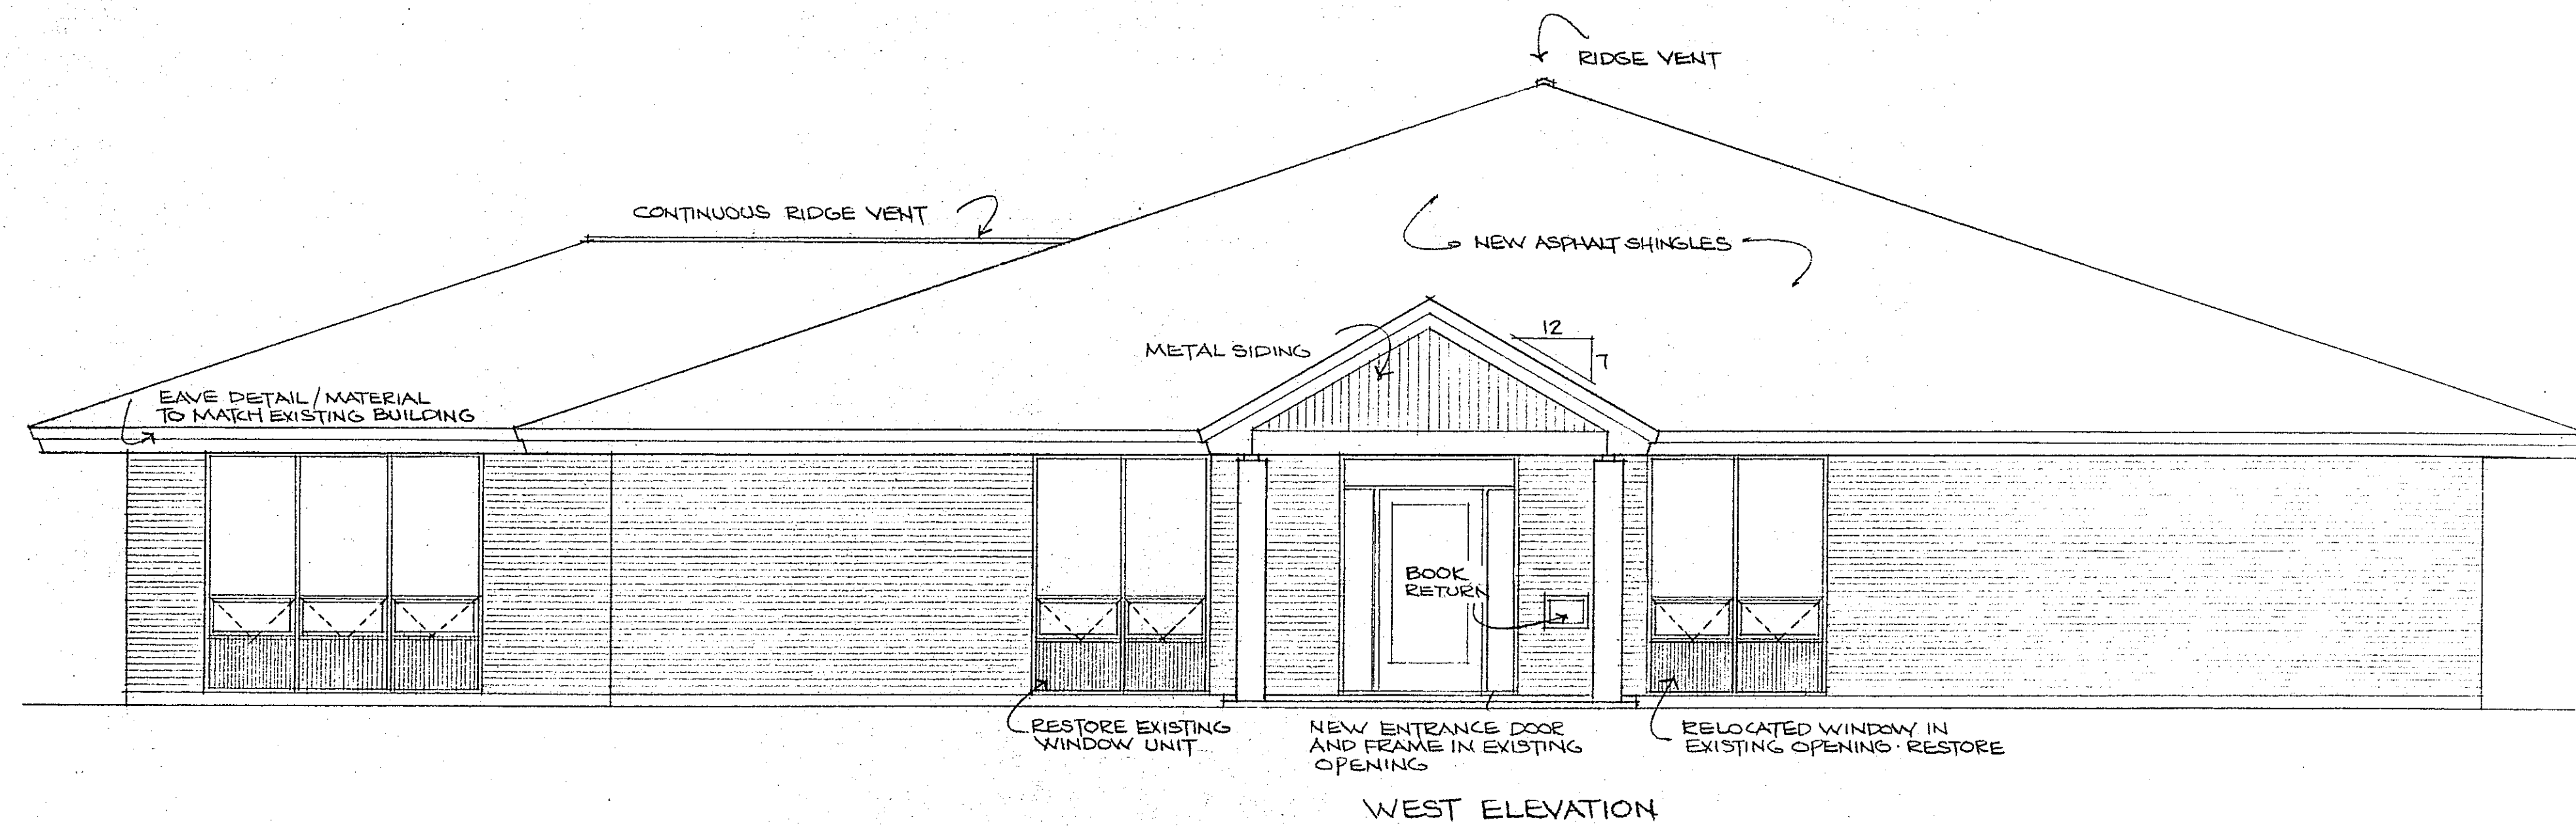 RIDGE VENT
CONTINUOUS RIDGE VENT
NEW ASPHALT SHINGLES
12
7
METAL SIDING
EAVE DETAIL/MATERIAL
TO MATCH EXISTING BUILDING
BOOK
RETURN
RESTORE EXISTING
WINDOW UNIT
NEW ENTRANCE DOOR
AND FRAME IN EXISTING
OPENING
RELOCATED WINDOW IN
EXISTING OPENING · RESTORE
WEST ELEVATION